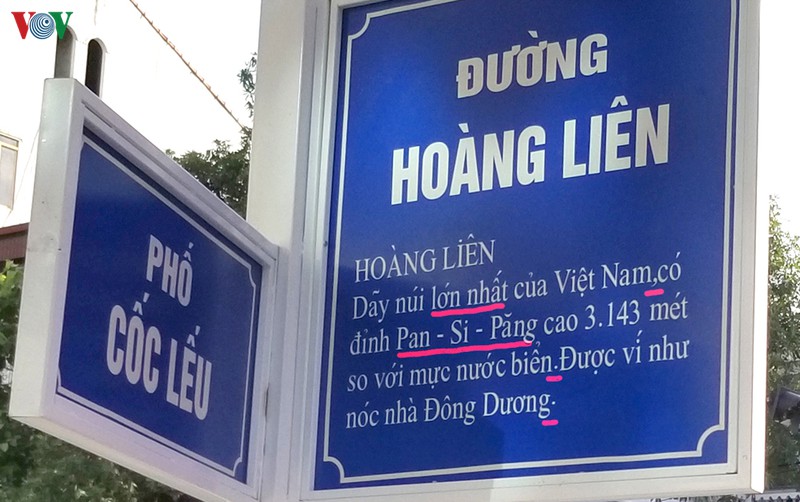 VOV
PHỐ
CỐC LẾU
ĐƯỜNG
HOÀNG LIÊN
HOÀNG LIÊN
Dãy núi lớn nhất của Việt Nam,có
đỉnh Pan - Si - Păng cao 3.143 mét
so với mực nước biển.Được ví như
nóc nhà Đông Dương.